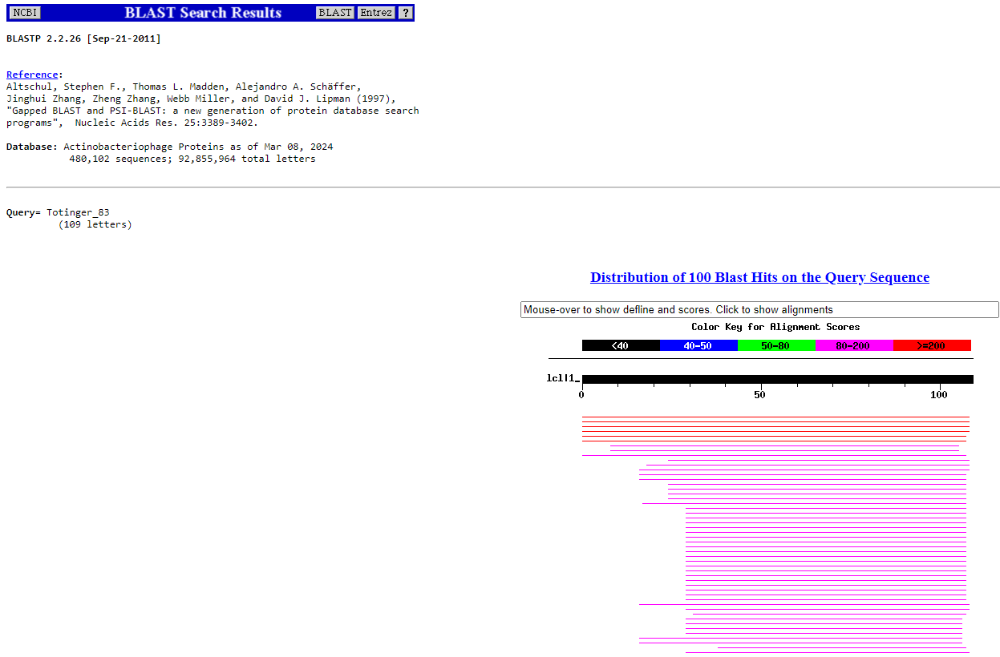 NCBI BLAST Search Results BLAST Entrez ?
BLASTP 2.2.26 [Sep-21-2011]
Reference:
Altschul, Stephen F., Thomas L. Madden, Alejandro A. Schäffer,
Jinghui Zhang, Zheng Zhang, Webb Miller, and David J. Lipman (1997),
"Gapped BLAST and PSI-BLAST: a new generation of protein database search
programs",  Nucleic Acids Res. 25:3389-3402.
Database: Actinobacteriophage Proteins as of Mar 08, 2024
480,102 sequences; 92,855,964 total letters
Query= Totinger_83
(109 letters)
Distribution of 100 Blast Hits on the Query Sequence
Mouse-over to show defline and scores. Click to show alignments
Color Key for Alignment Scores
<40 40-50 50-80 80-200 >=200
lcl|1_
0 50 100